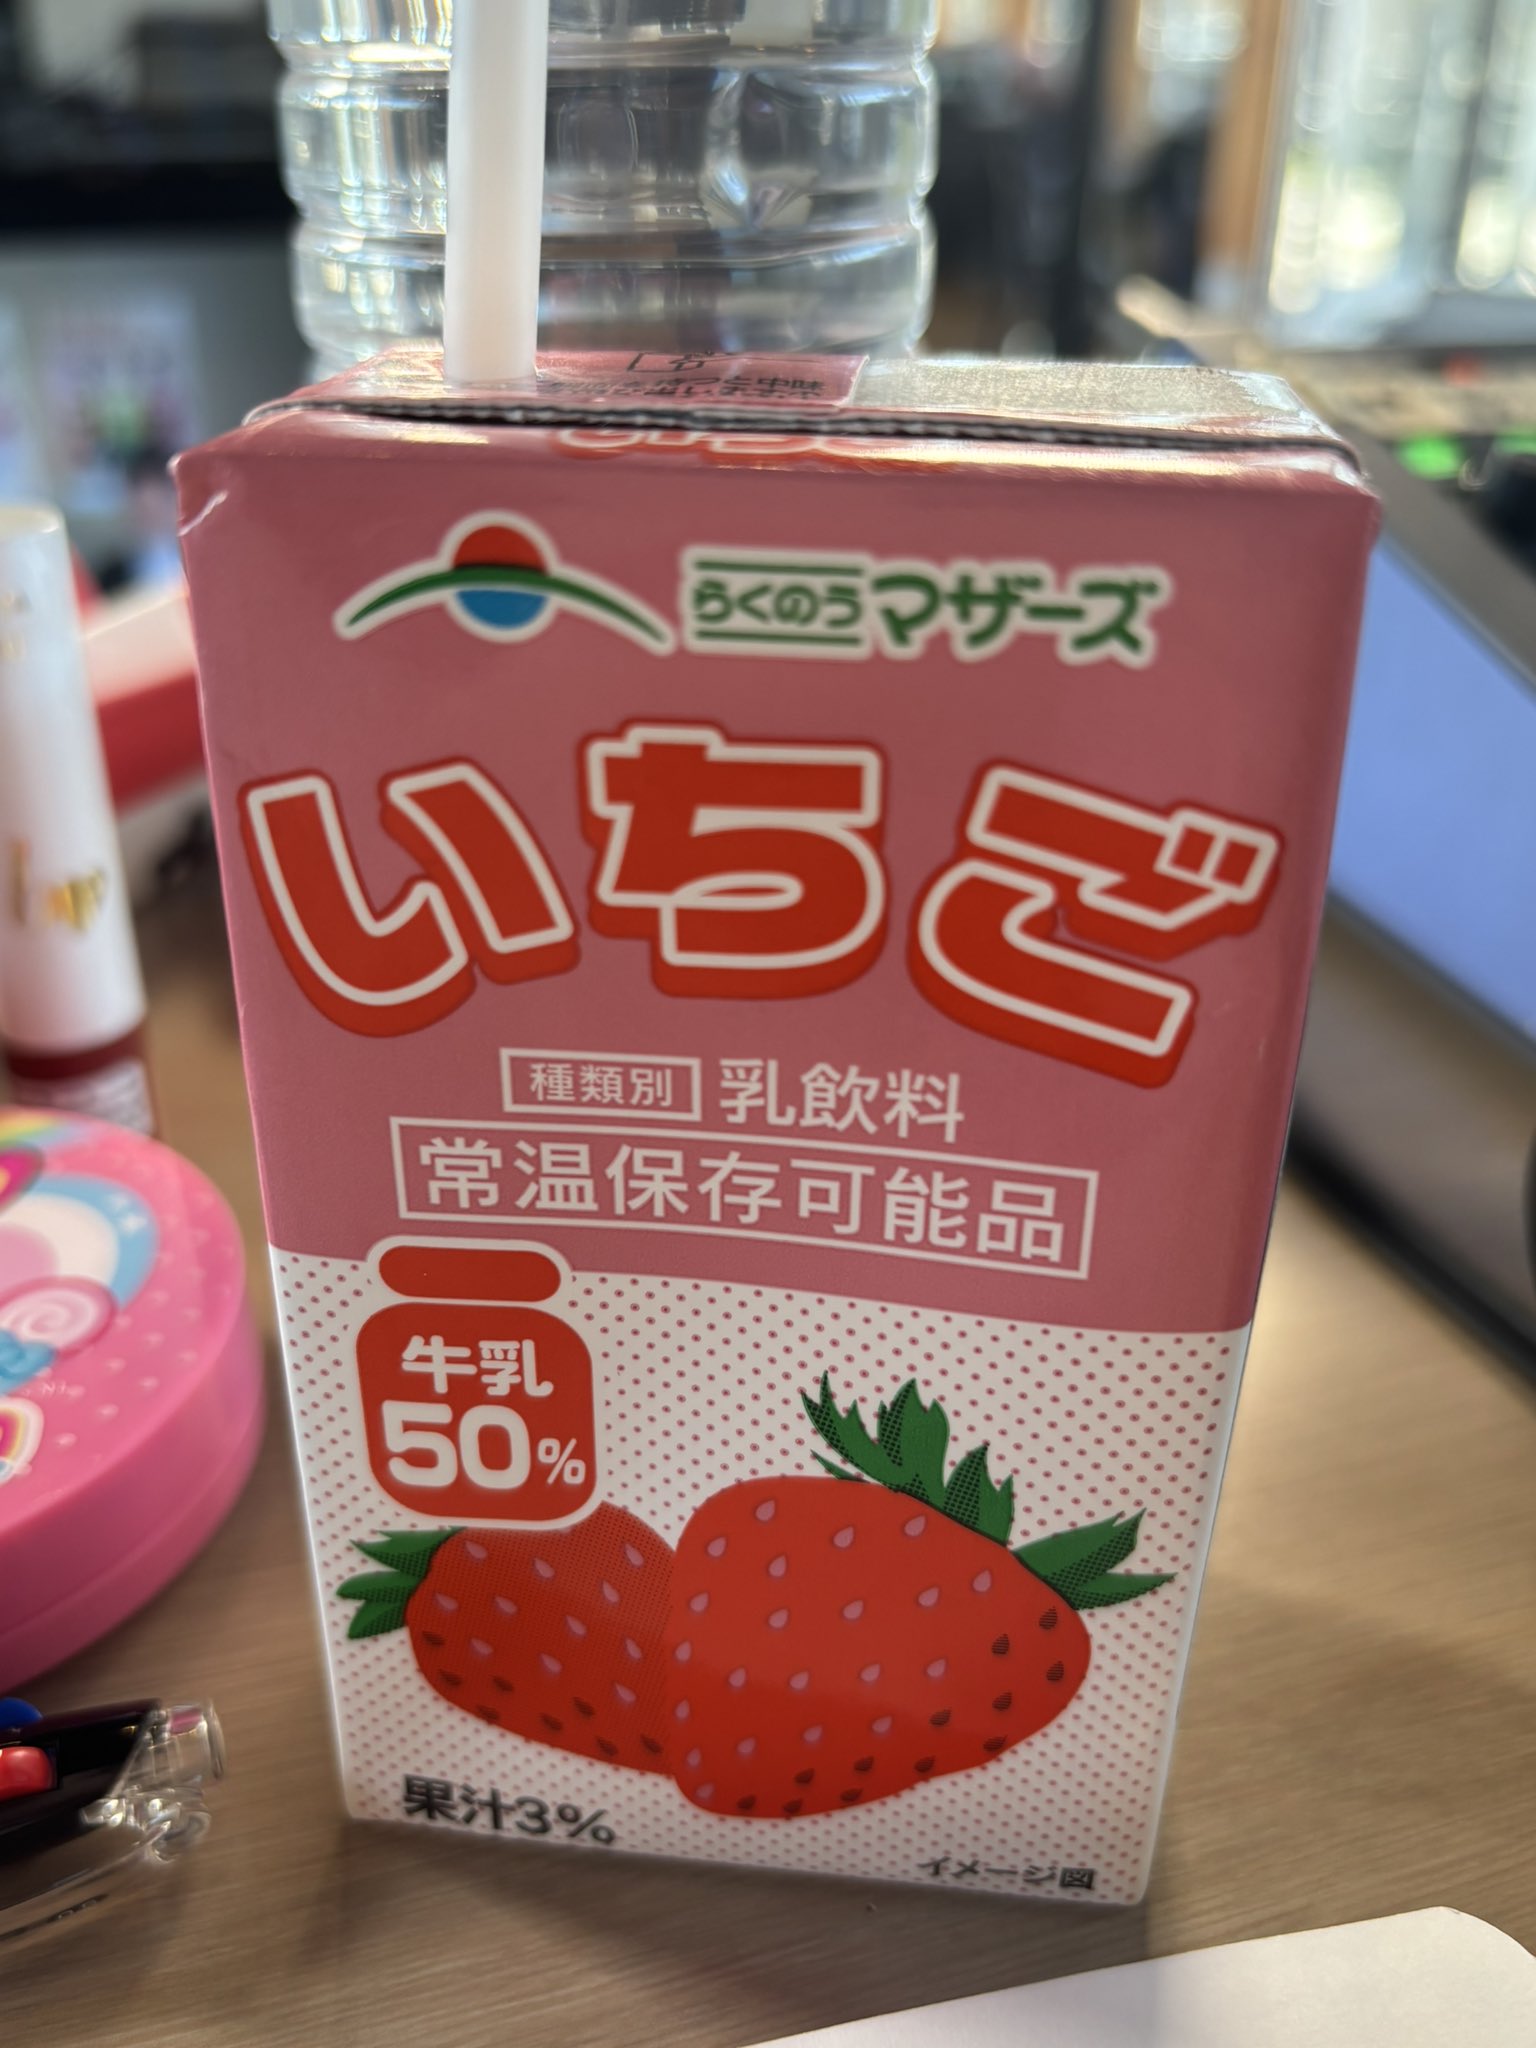 らくのうマザーズ
いちご
種類別 乳飲料
常温保存可能品
牛乳
50%
果汁3%
イメージ図